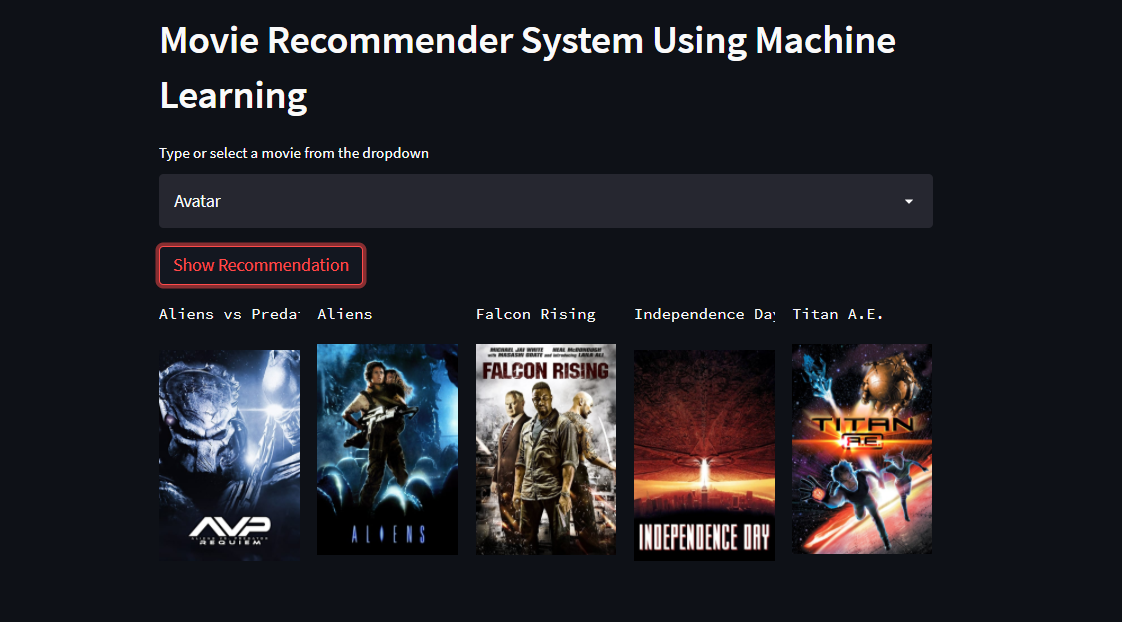 Movie Recommender System Using Machine
Learning
Type or select a movie from the dropdown
Avatar
Show Recommendation
Aliens vs Preda
Aliens
Falcon Rising
Independence Day
Titan A.E.
AVP
REQUIEM
ALIENS
MICHAEL JAI WHITE NEAL McDONOUGH
with MASASHI ODATE and introducing LAILA ALI
FALCON RISING
INDEPENDENCE DAY
TITAN
A.E.